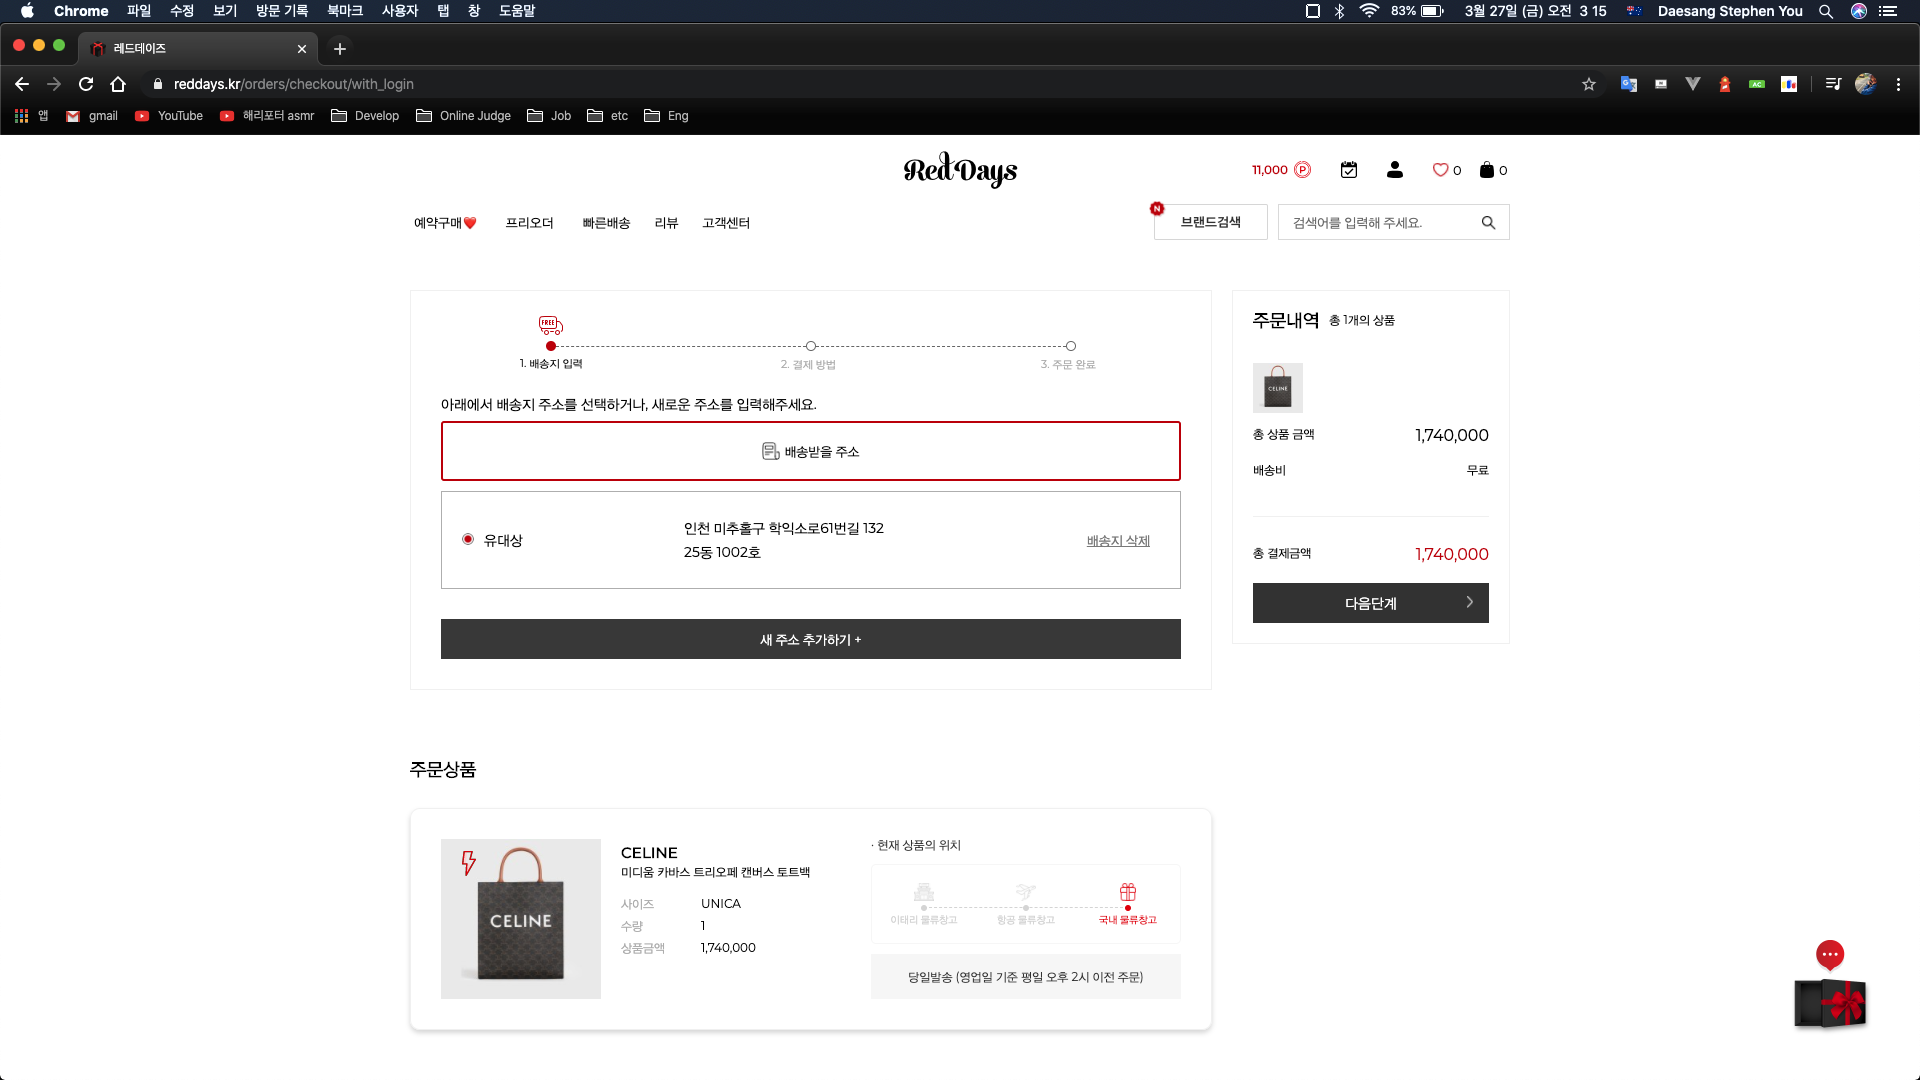 Chrome 파일 수정 보기 방문 기록 북마크 사용자 탭 창 도움말 83% 3월 27일 (금) 오전 3 15 Daesang Stephen You
레드데이즈
reddays.kr/orders/checkout/with_login
앱 gmail YouTube 해리포터 asmr Develop Online Judge Job etc Eng
Red Days
11,000 P 0 0
예약구매 프리오더 빠른배송 리뷰 고객센터
N
브랜드검색
검색어를 입력해 주세요.
FREE
1. 배송지 입력 2. 결제 방법 3. 주문 완료
아래에서 배송지 주소를 선택하거나, 새로운 주소를 입력해주세요.
배송받을 주소
유대상
인천 미추홀구 학익소로61번길 132
25동 1002호
배송지 삭제
새 주소 추가하기 +
주문내역 총 1개의 상품
CELINE
총 상품 금액 1,740,000
배송비 무료
총 결제금액 1,740,000
다음단계
주문상품
CELINE
CELINE
미디움 카바스 트리오페 캔버스 토트백
사이즈 UNICA
수량 1
상품금액 1,740,000
· 현재 상품의 위치
이태리 물류창고 항공 물류창고 국내 물류창고
당일발송 (영업일 기준 평일 오후 2시 이전 주문)